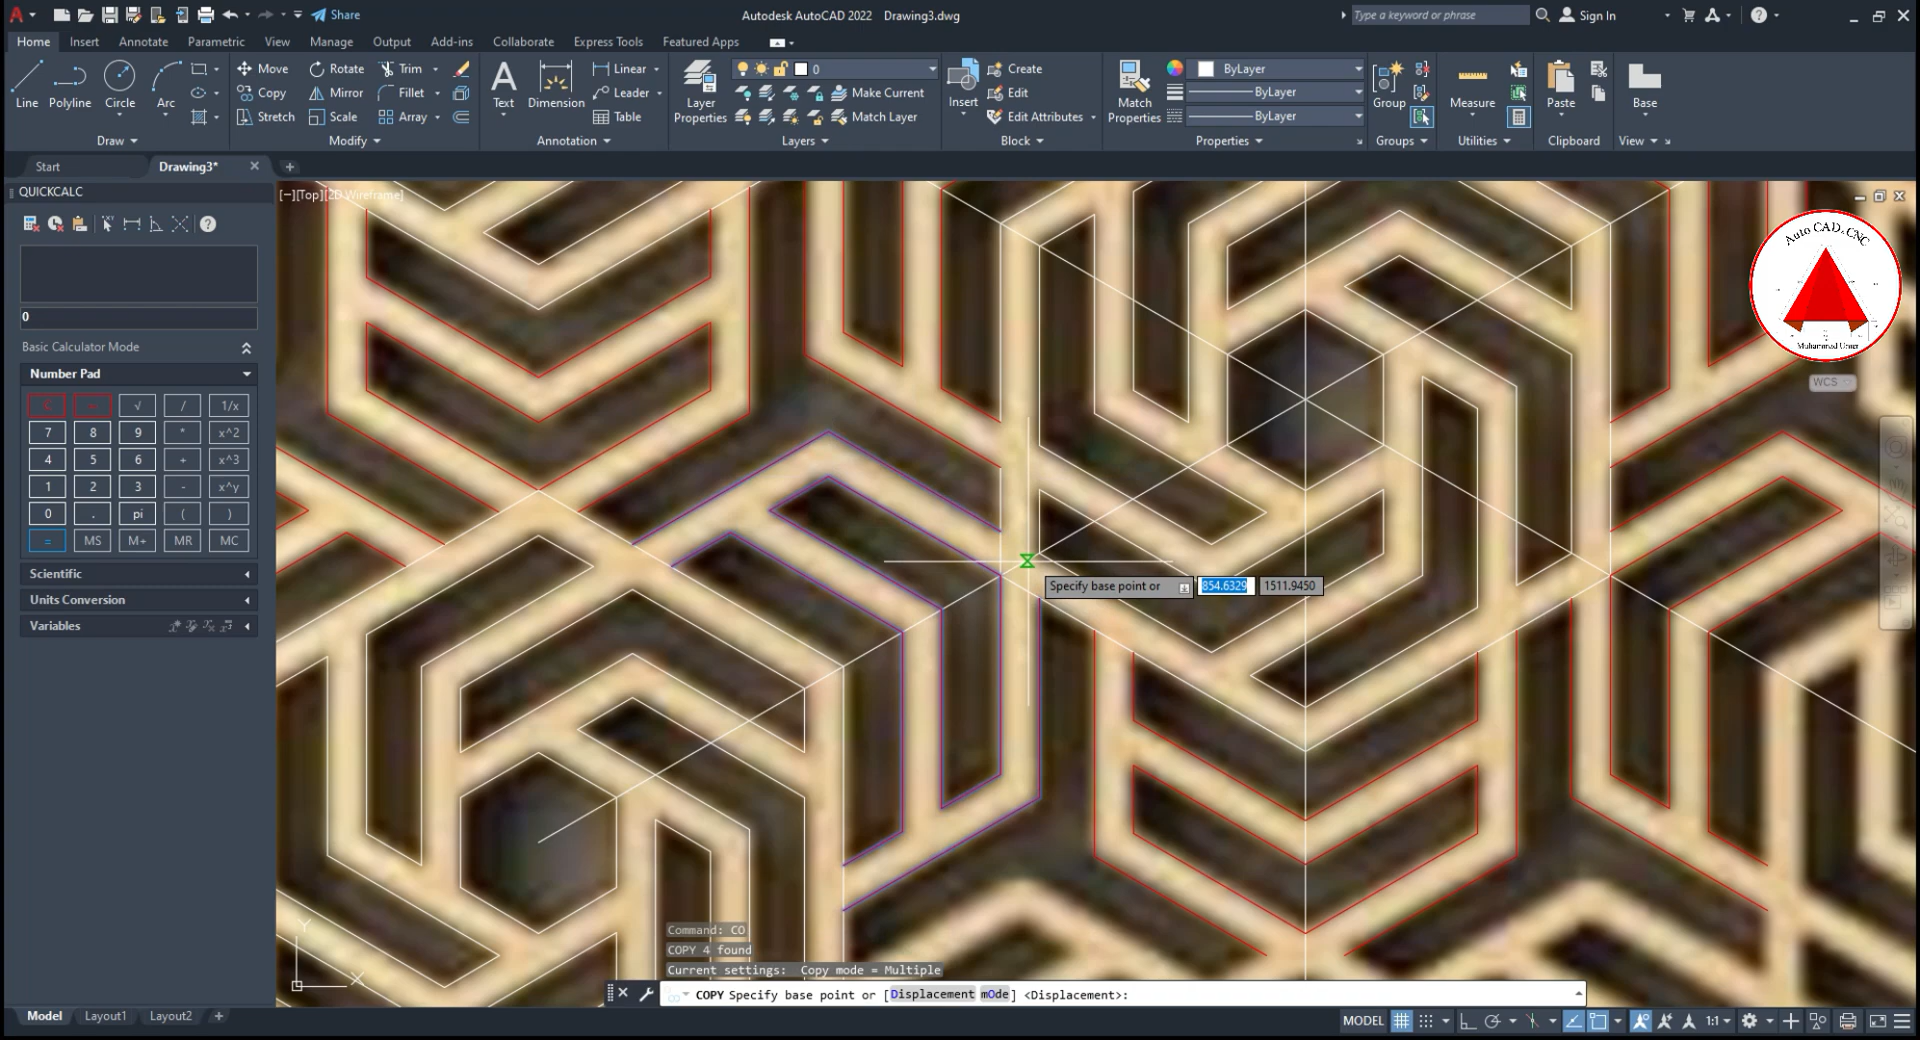 Share
Autodesk AutoCAD 2022 Drawing3.dwg
Type a keyword or phrase
Sign In
Home Insert Annotate Parametric View Manage Output Add-ins Collaborate Express Tools Featured Apps
Line Polyline Circle Arc
Move Rotate Trim
Copy Mirror Fillet
Stretch Scale Array
Text Dimension
Linear
Leader
Table
Layer Properties
0
Make Current
Match Layer
Insert
Create
Edit
Edit Attributes
Match Properties
ByLayer
ByLayer
ByLayer
Group
Measure
Paste
Base
Draw Modify Annotation Layers Block Properties Groups Utilities Clipboard View
Start Drawing3*
QUICKCALC
[−][Top][2D Wireframe]
0
Basic Calculator Mode
Number Pad
C √ / 1/x
7 8 9 * x^2
4 5 6 + x^3
1 2 3 - x^y
0 . pi ( )
= MS M+ MR MC
Scientific
Units Conversion
Variables
Auto CAD & CNC
Muhammad Umer
WCS
Specify base point or 854.6329 1511.9450
Y
X
Command: CO
COPY 4 found
Current settings: Copy mode = Multiple
COPY Specify base point or [Displacement mOde] <Displacement>:
Model Layout1 Layout2
MODEL
1:1